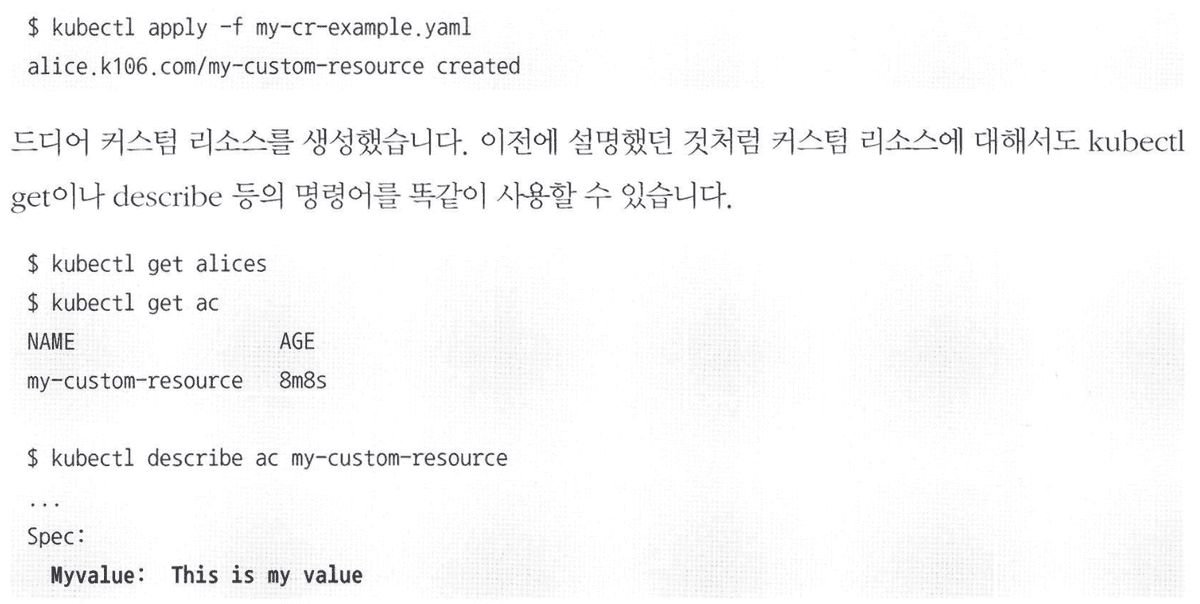 $ kubectl apply -f my-cr-example.yaml
alice.k106.com/my-custom-resource created
드디어 커스텀 리소스를 생성했습니다. 이전에 설명했던 것처럼 커스텀 리소스에 대해서도 kubectl
get이나 describe 등의 명령어를 똑같이 사용할 수 있습니다.
$ kubectl get alices
$ kubectl get ac
NAME AGE
my-custom-resource 8m8s
$ kubectl describe ac my-custom-resource
...
Spec:
Myvalue: This is my value